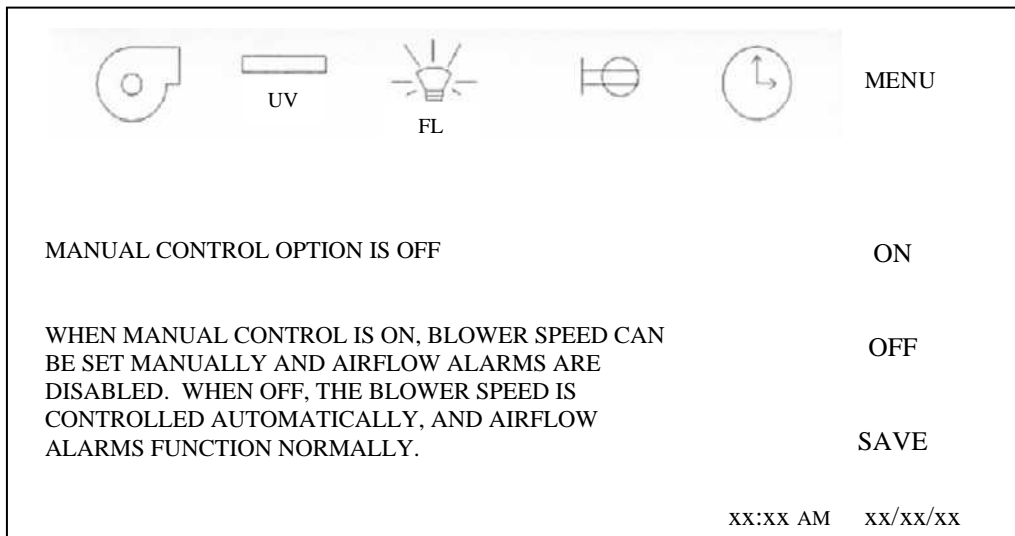 UV
FL
MENU
MANUAL CONTROL OPTION IS OFF
ON
WHEN MANUAL CONTROL IS ON, BLOWER SPEED CAN
BE SET MANUALLY AND AIRFLOW ALARMS ARE
DISABLED. WHEN OFF, THE BLOWER SPEED IS
CONTROLLED AUTOMATICALLY, AND AIRFLOW
ALARMS FUNCTION NORMALLY.
OFF
SAVE
xx:xx AM xx/xx/xx